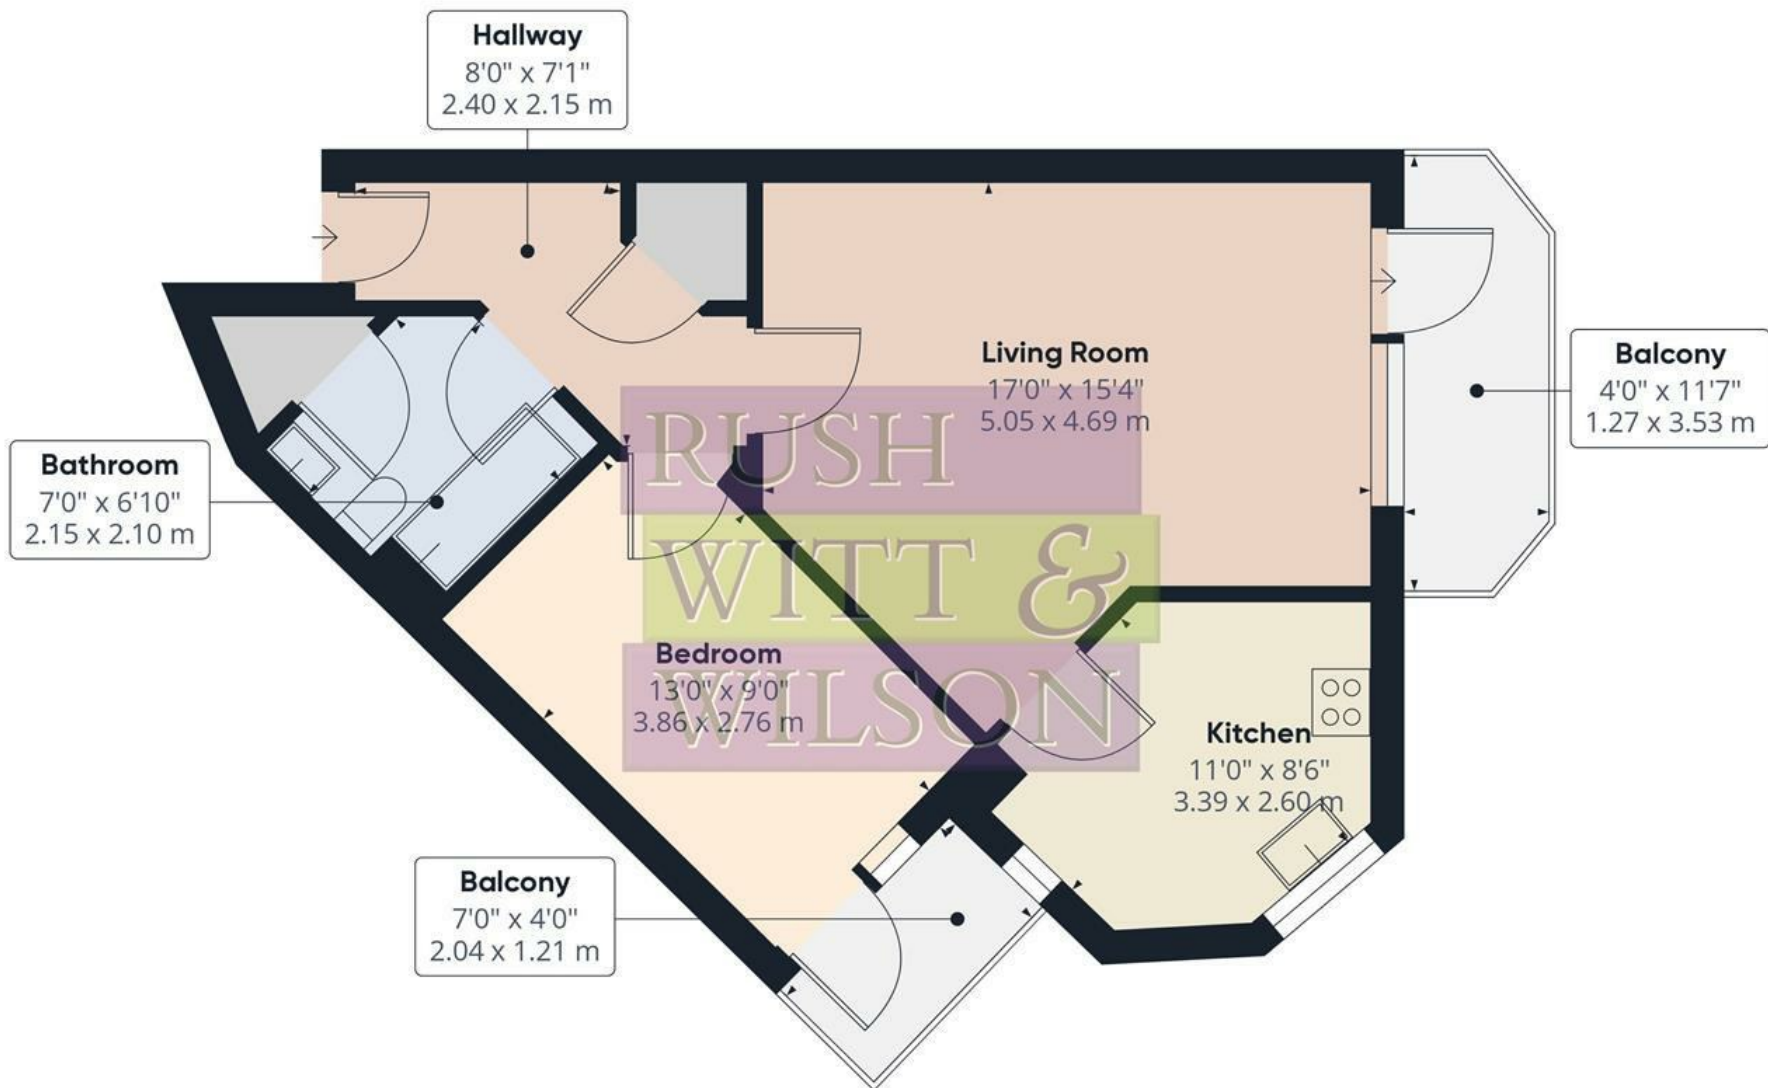 Hallway
8'0" x 7'1"
2.40 x 2.15 m
Living Room
17'0" x 15'4"
5.05 x 4.69 m
Balcony
4'0" x 11'7"
1.27 x 3.53 m
Bathroom
7'0" x 6'10"
2.15 x 2.10 m
RUSH
WITT &
WILSON
Bedroom
13'0" x 9'0"
3.86 x 2.76 m
Kitchen
11'0" x 8'6"
3.39 x 2.60 m
Balcony
7'0" x 4'0"
2.04 x 1.21 m